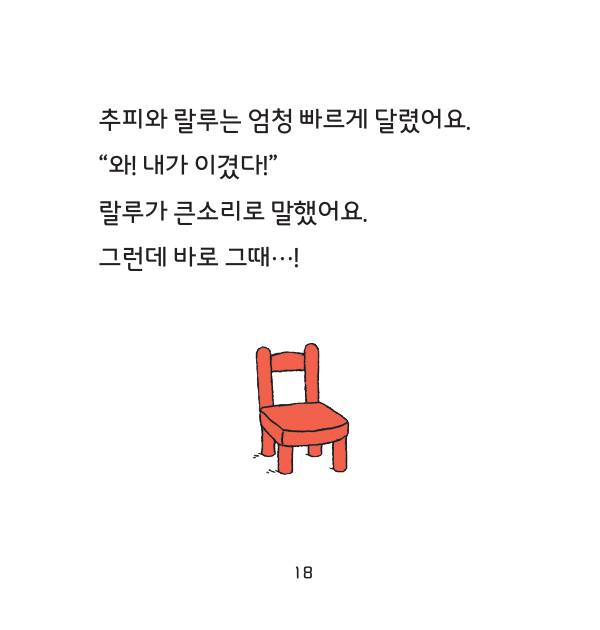 추피와 랄루는 엄청 빠르게 달렸어요.
“와! 내가 이겼다!”
랄루가 큰소리로 말했어요.
그런데 바로 그때…!
18